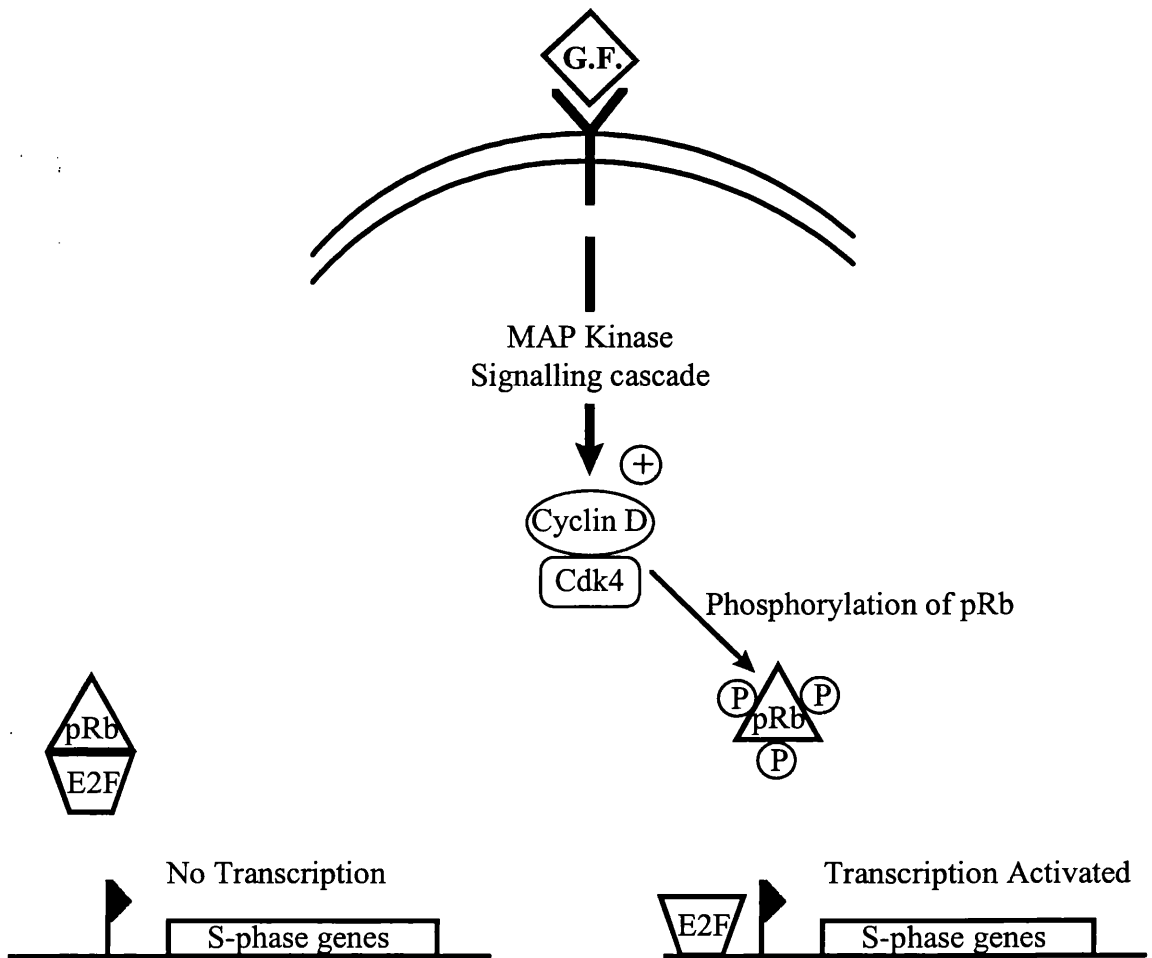 G.F.
MAP Kinase
Signalling cascade
+
Cyclin D
Cdk4
Phosphorylation of pRb
P
P
pRb
P
pRb
E2F
No Transcription
S-phase genes
Transcription Activated
E2F
S-phase genes